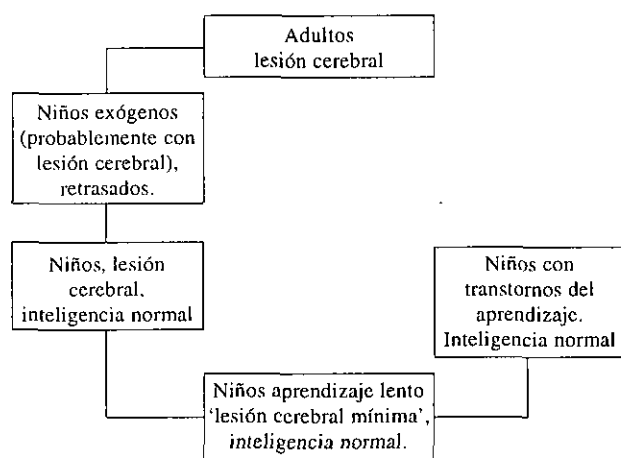 Adultos
lesión cerebral
Niños exógenos
(probablemente con
lesión cerebral),
retrasados.
Niños, lesión
cerebral,
inteligencia normal
Niños con
transtornos del
aprendizaje.
Inteligencia normal
Niños aprendizaje lento
‘lesión cerebral mínima’,
inteligencia normal.